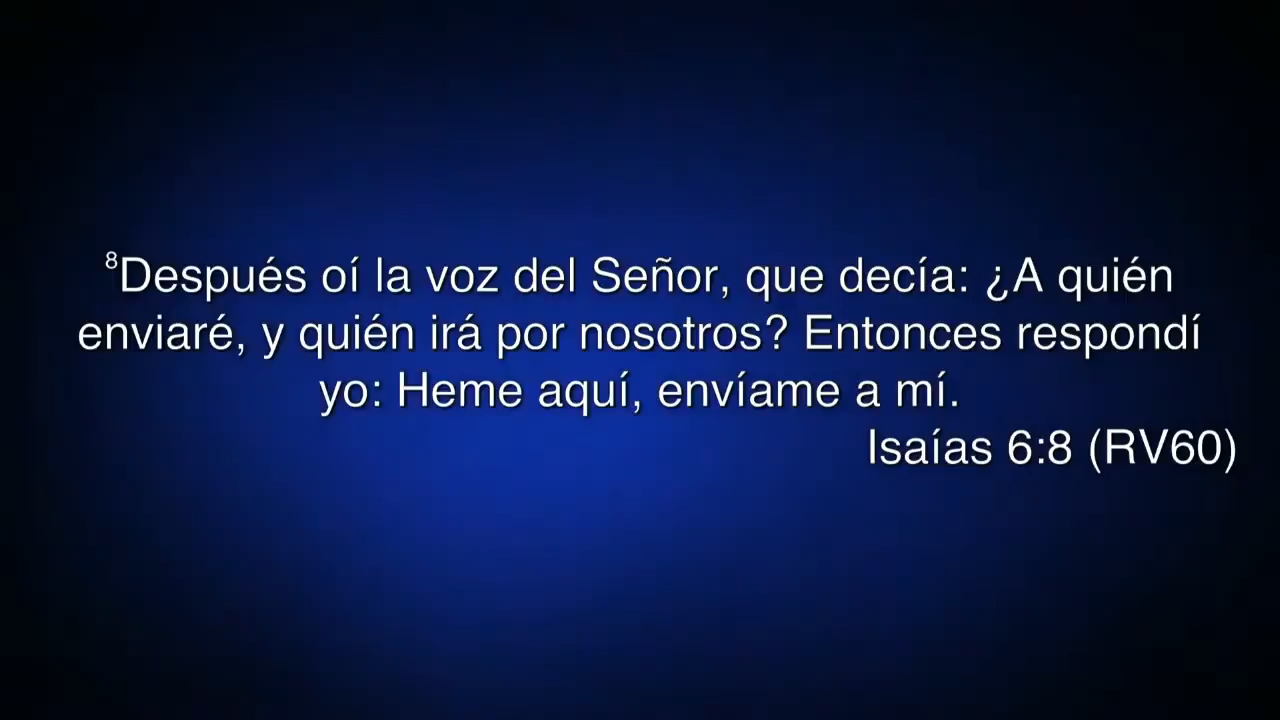 ⁸Después oí la voz del Señor, que decía: ¿A quién
enviaré, y quién irá por nosotros? Entonces respondí
yo: Heme aquí, envíame a mí.
Isaías 6:8 (RV60)